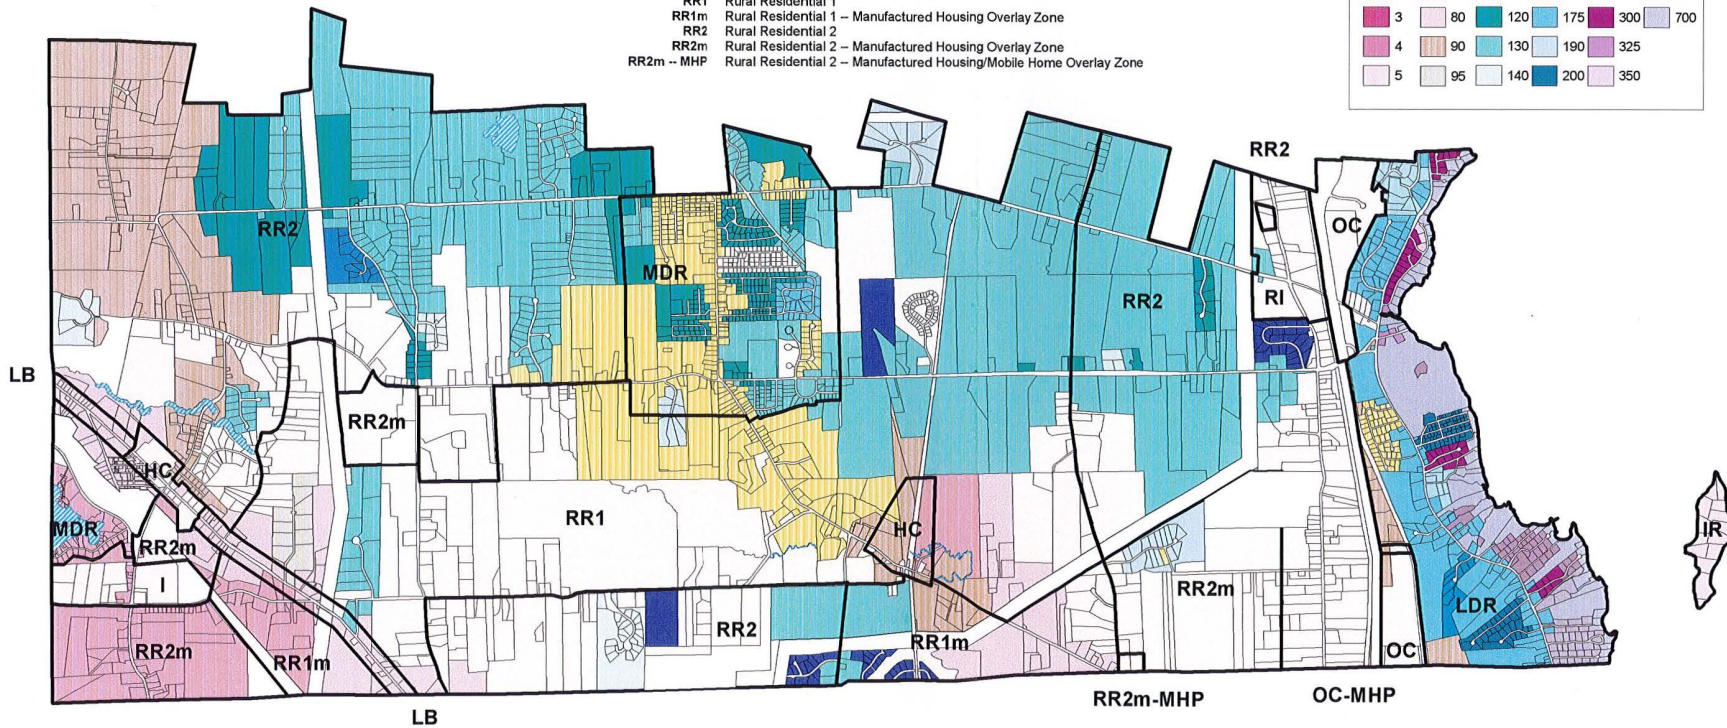 RR1 Rural Residential 1
RR1m Rural Residential 1 – Manufactured Housing Overlay Zone
RR2 Rural Residential 2
RR2m Rural Residential 2 – Manufactured Housing Overlay Zone
RR2m -- MHP Rural Residential 2 – Manufactured Housing/Mobile Home Overlay Zone
3 80 120 175 300 700
4 90 130 190 325
5 95 140 200 350
RR2
OC
RR2
MDR
RR2
RI
LB
RR2m
HC
RR1
HC
MDR
RR2m
IR
I
RR2m
LDR
RR2
RR1m
OC
RR2m
RR1m
RR2m-MHP
OC-MHP
LB